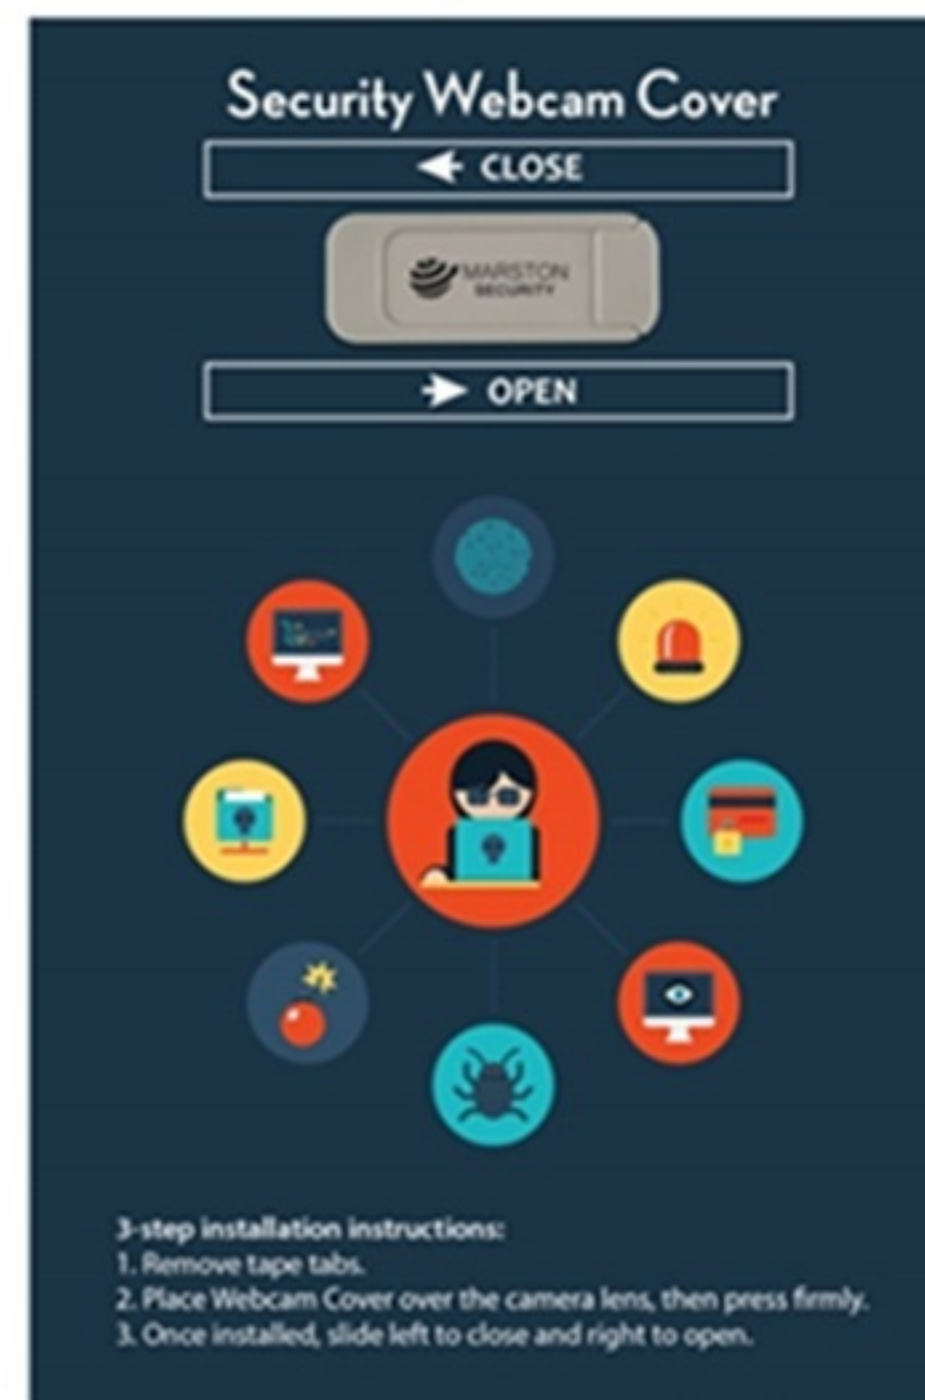 Security Webcam Cover
CLOSE
MARSTON
SECURITY
OPEN
3-step installation instructions:
1. Remove tape tabs.
2. Place Webcam Cover over the camera lens, then press firmly.
3. Once installed, slide left to close and right to open.